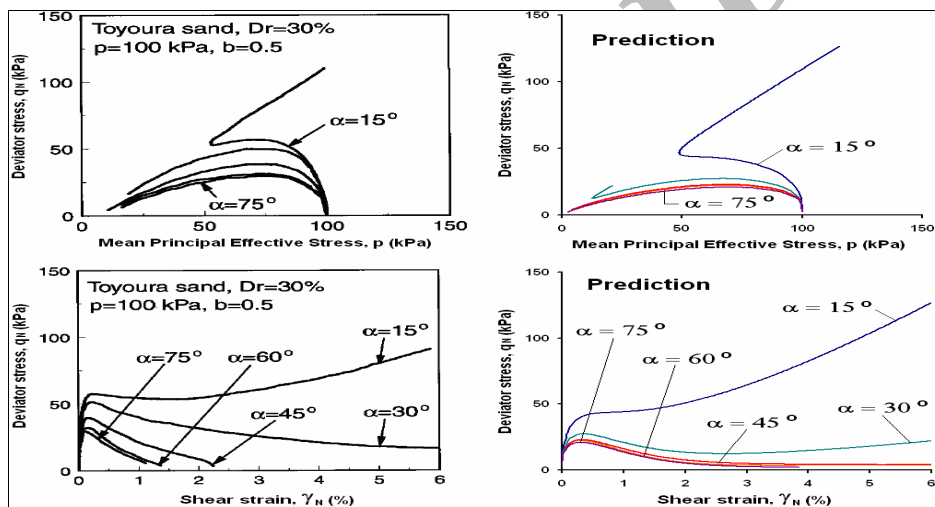 Toyoura sand, Dr=30%
p=100 kPa, b=0.5
α=15°
α=75°
Deviator stress, qN (kPa)
150
100
50
0
0
50
100
150
Mean Principal Effective Stress, p (kPa)
Prediction
α = 15 °
α = 75 °
Deviator stress, qN (kPa)
150
100
50
0
0
50
100
150
Mean Principal Effective Stress, p (kPa)
Toyoura sand, Dr=30%
p=100 kPa, b=0.5
α=15°
α=75°
α=60°
α=45°
α=30°
Deviator stress, qN (kPa)
150
100
50
0
0
1
2
3
4
5
6
Shear strain, γN (%)
Prediction
α = 15 °
α = 75 °
α = 60 °
α = 45 °
α = 30 °
Deviator stress, qN (kPa)
150
100
50
0
0
1
2
3
4
5
6
Shear strain, γN (%)